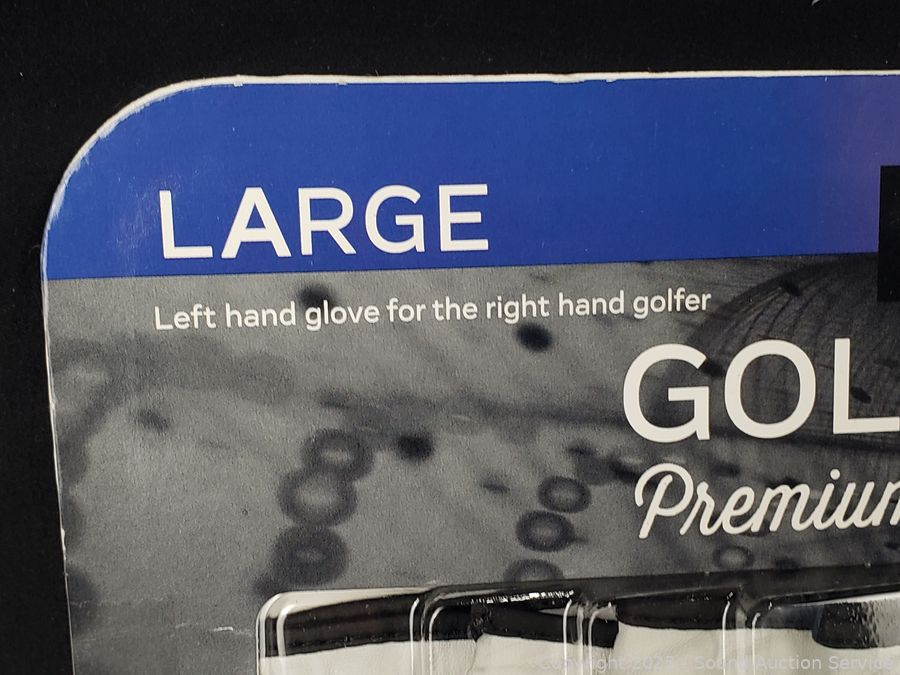 LARGE
Left hand glove for the right hand golfer
GOL
Premium
Copyright 2025 - Sound Auction Service